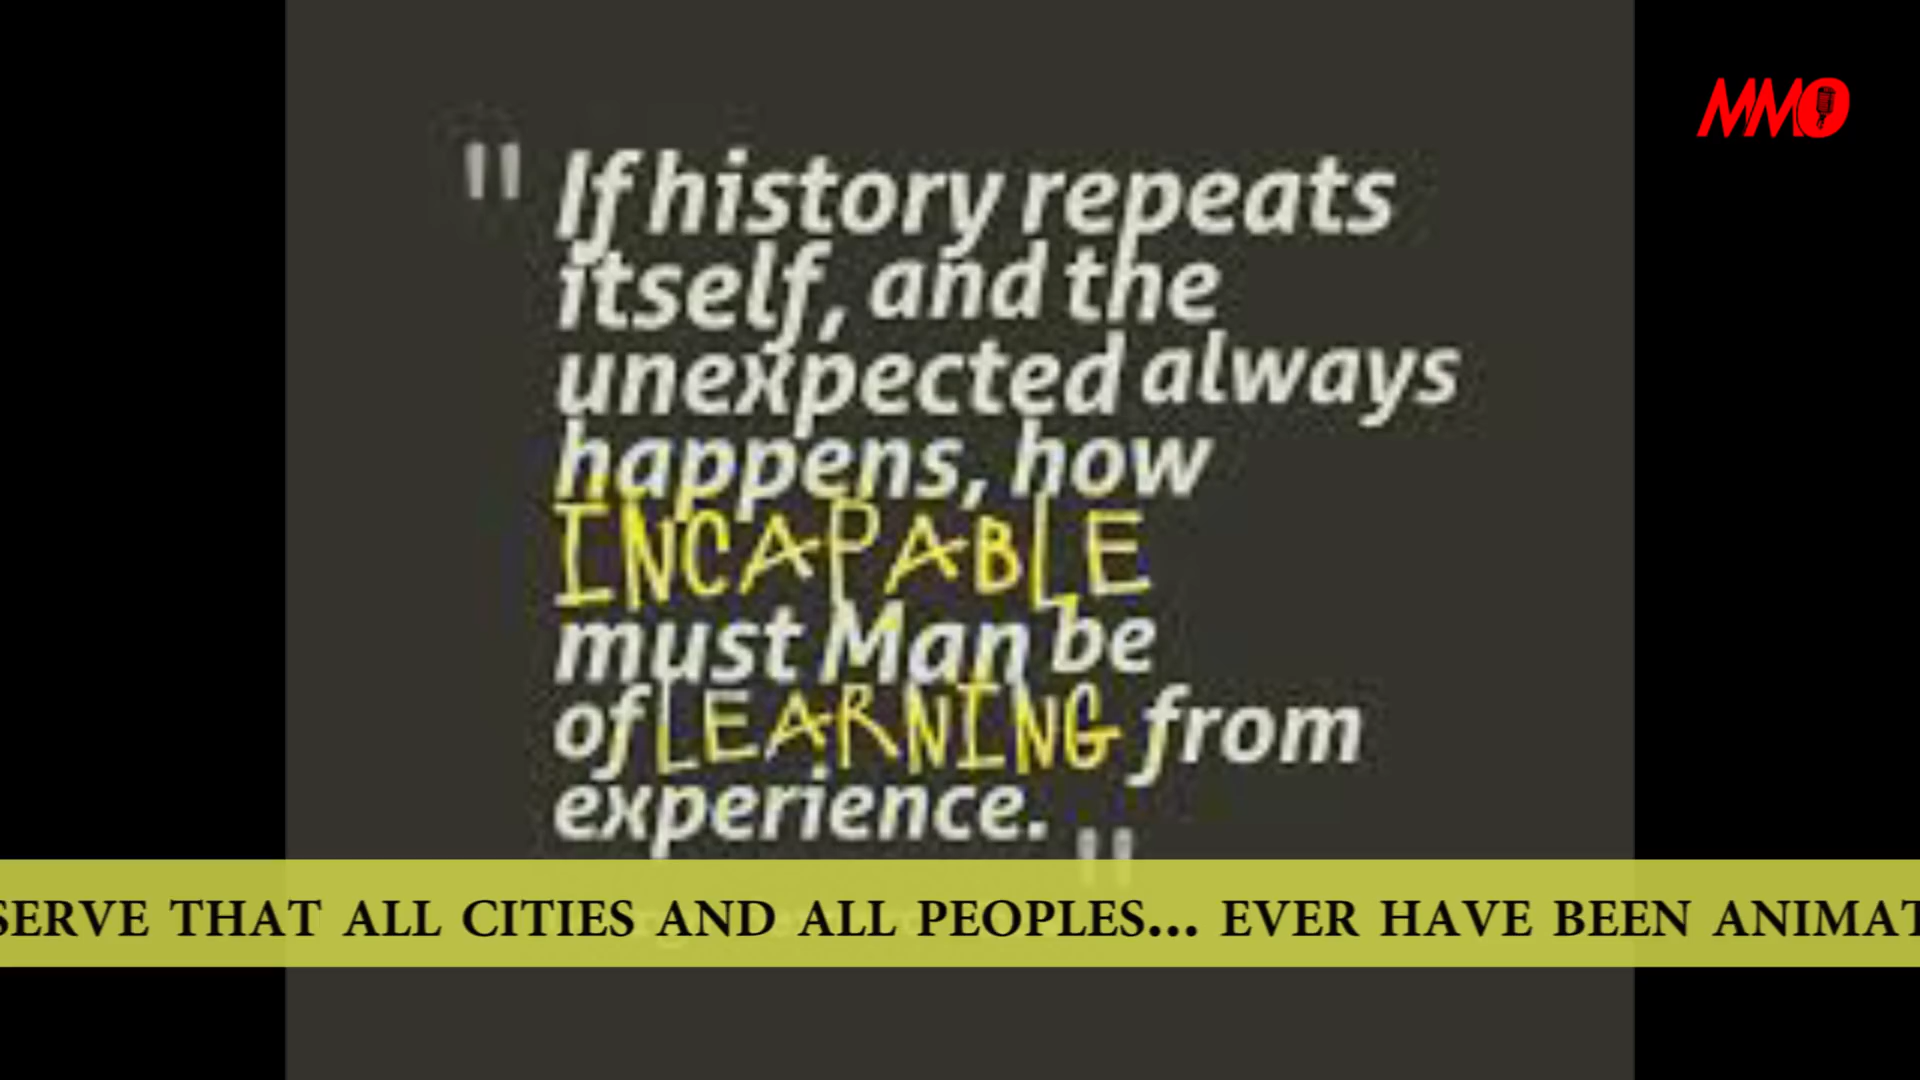 MMO
" If history repeats
itself, and the
unexpected always
happens, how
INCAPABLE
must Man be
of LEARNING from
experience. "
SERVE THAT ALL CITIES AND ALL PEOPLES... EVER HAVE BEEN ANIMAT